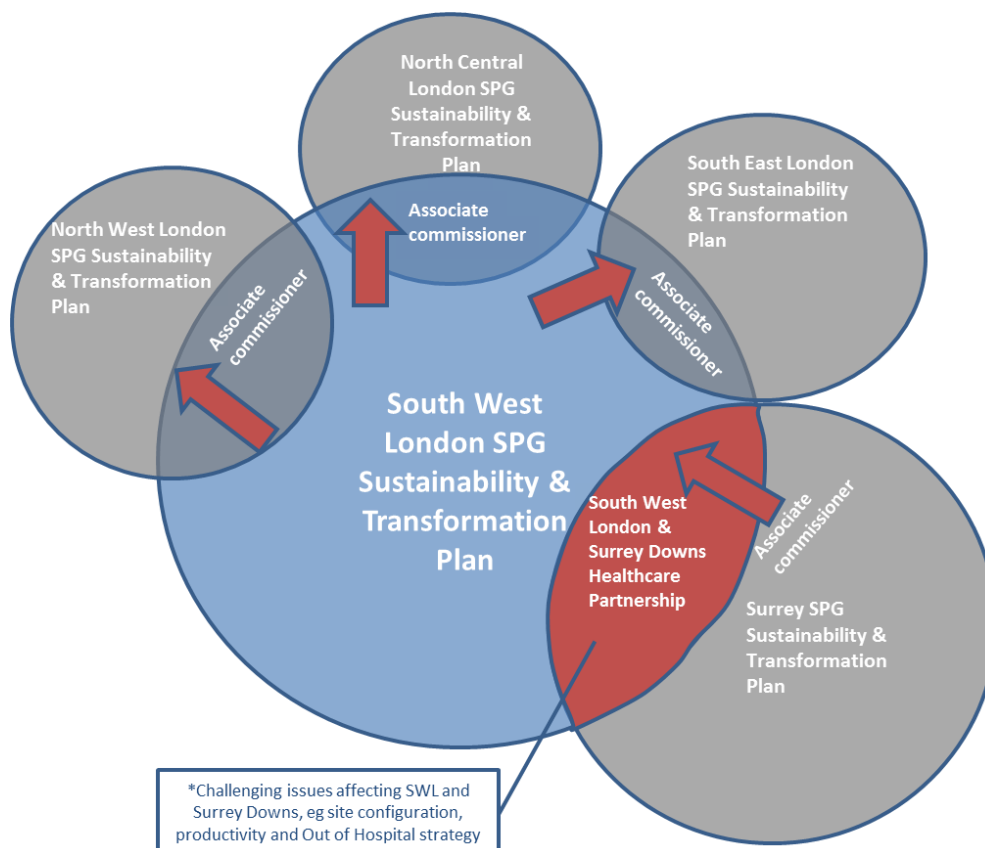 North Central
London SPG
Sustainability &
Transformation
Plan
South East London
SPG Sustainability
& Transformation
Plan
North West London
SPG Sustainability
& Transformation
Plan
Associate
commissioner
Associate
commissioner
Associate
commissioner
South West
London SPG
Sustainability &
Transformation
Plan
South West
London &
Surrey Downs
Healthcare
Partnership
Associate
commissioner
Surrey SPG
Sustainability &
Transformation
Plan
*Challenging issues affecting SWL and
Surrey Downs, eg site configuration,
productivity and Out of Hospital strategy